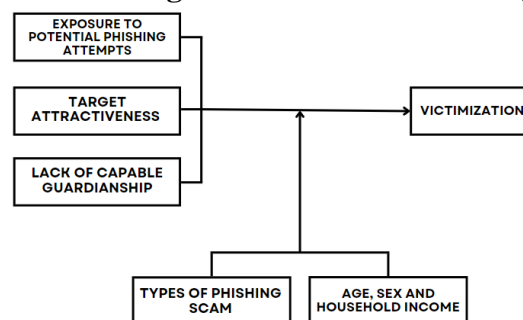 EXPOSURE TO
POTENTIAL PHISHING
ATTEMPTS
TARGET
ATTRACTIVENESS
VICTIMIZATION
LACK OF CAPABLE
GUARDIANSHIP
TYPES OF PHISHING
SCAM
AGE, SEX AND
HOUSEHOLD INCOME